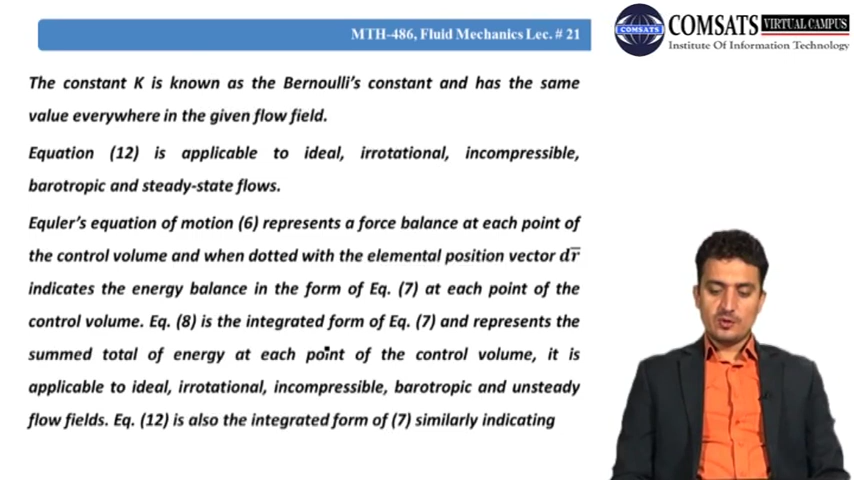 MTH-486, Fluid Mechanics Lec. # 21
COMSATS VIRTUAL CAMPUS
Institute Of Information Technology
COMSATS
The constant K is known as the Bernoulli’s constant and has the same
value everywhere in the given flow field.
Equation (12) is applicable to ideal, irrotational, incompressible,
barotropic and steady-state flows.
Equler’s equation of motion (6) represents a force balance at each point of
the control volume and when dotted with the elemental position vector dr̅
indicates the energy balance in the form of Eq. (7) at each point of the
control volume. Eq. (8) is the integrated form of Eq. (7) and represents the
summed total of energy at each point of the control volume, it is
applicable to ideal, irrotational, incompressible, barotropic and unsteady
flow fields. Eq. (12) is also the integrated form of (7) similarly indicating